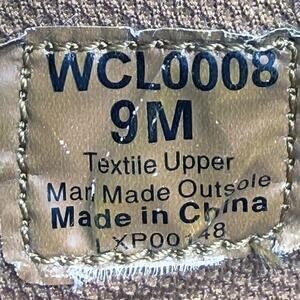 WCL0008
9M
Textile Upper
Man Made Outsole
Made in China